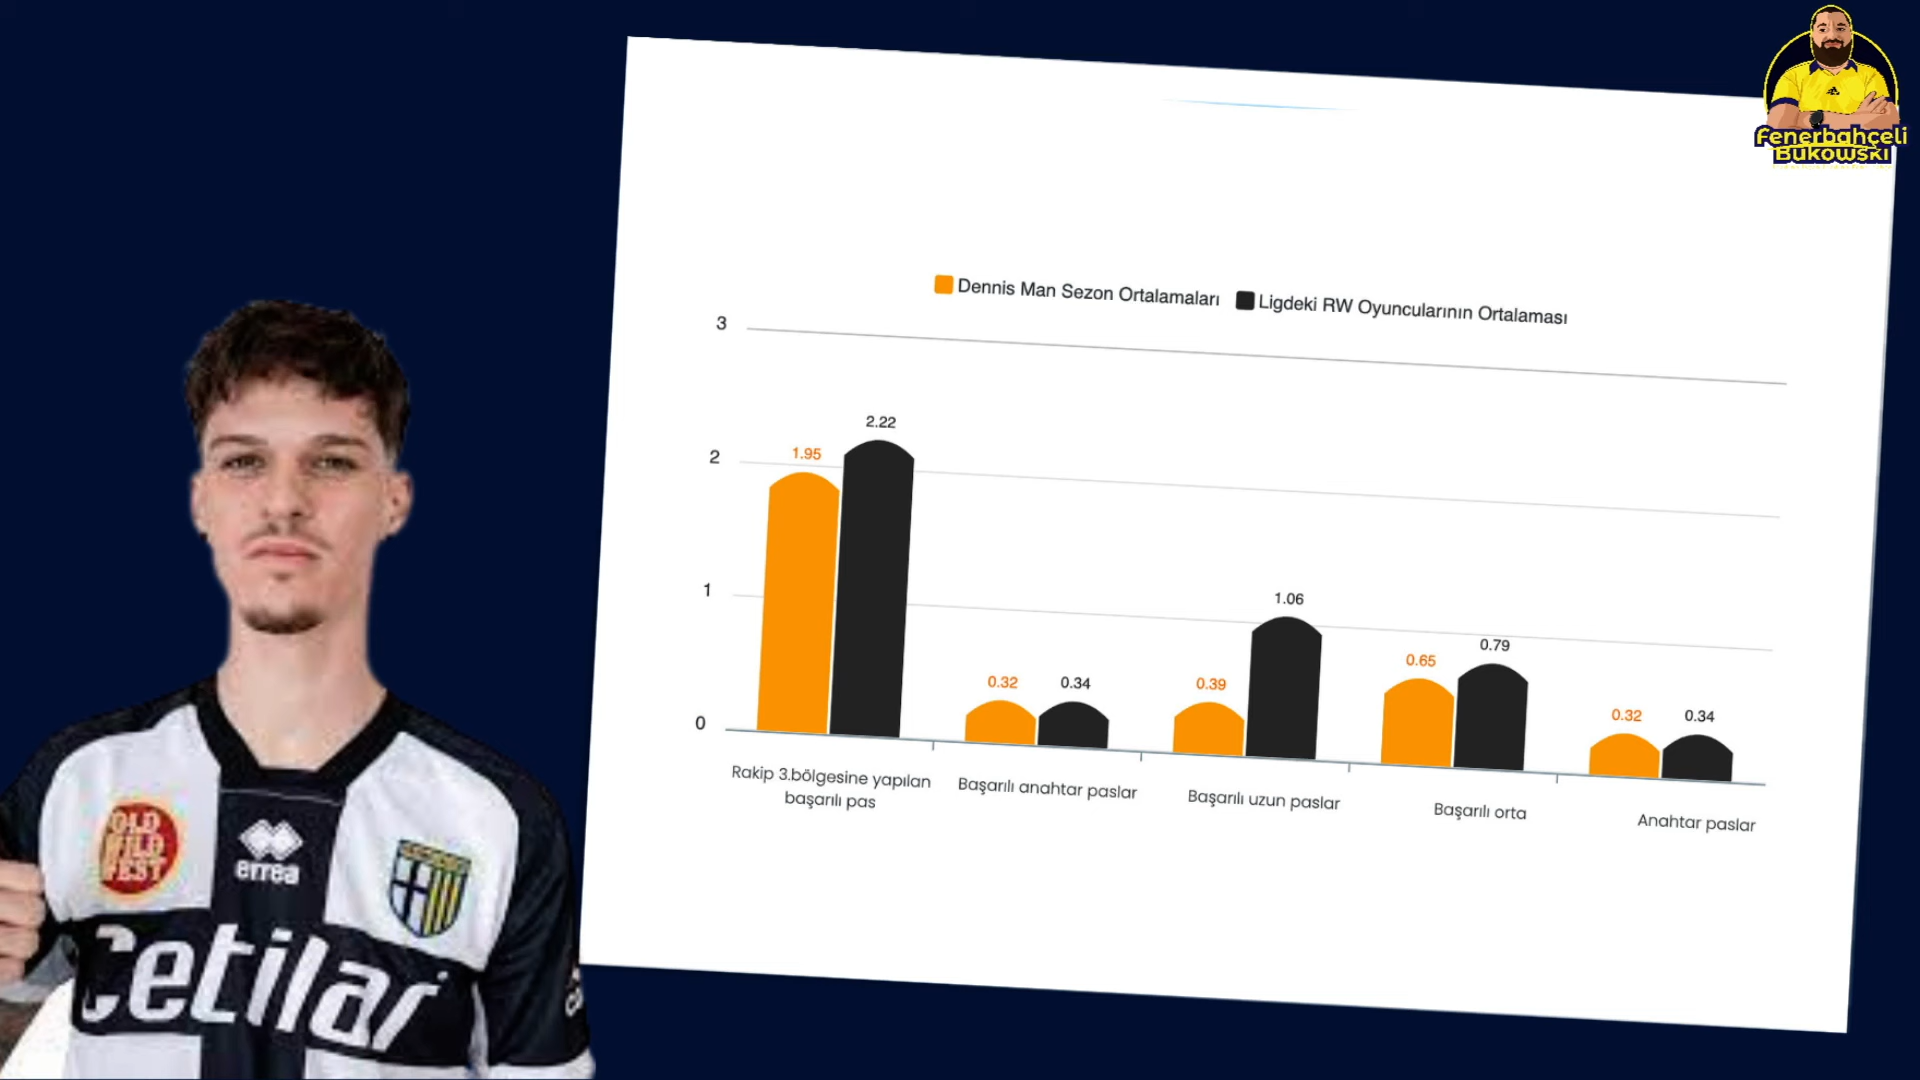 Fenerbahçeli
Bukowski
Dennis Man Sezon Ortalamaları
Ligdeki RW Oyuncularının Ortalaması
3
2
1
0
1.95
2.22
0.32
0.34
0.39
1.06
0.65
0.79
0.32
0.34
Rakip 3.bölgesine yapılan
başarılı pas
Başarılı anahtar paslar
Başarılı uzun paslar
Başarılı orta
Anahtar paslar
OLD
WILD
WEST
errea
Cetilar